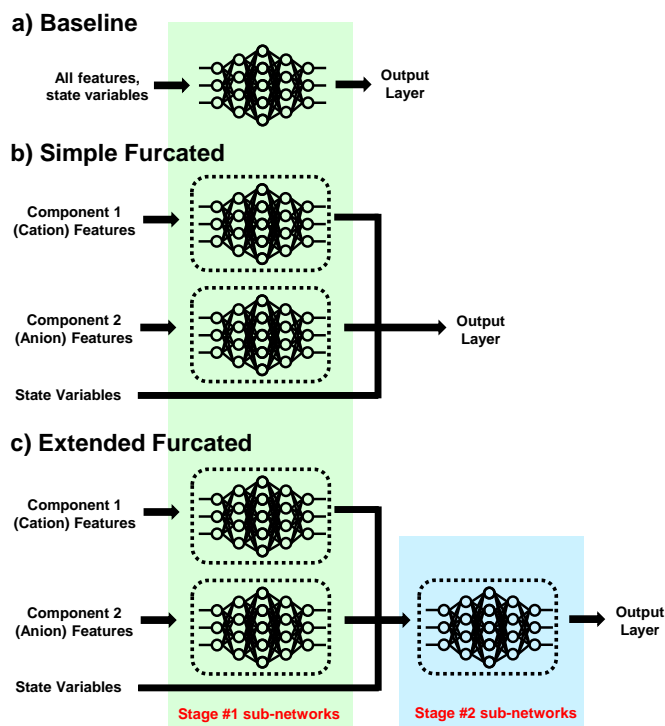 a) Baseline
All features,
state variables
Output
Layer
b) Simple Furcated
Component 1
(Cation) Features
Component 2
(Anion) Features
Output
Layer
State Variables
c) Extended Furcated
Component 1
(Cation) Features
Component 2
(Anion) Features
Output
Layer
State Variables
Stage #1 sub-networks
Stage #2 sub-networks